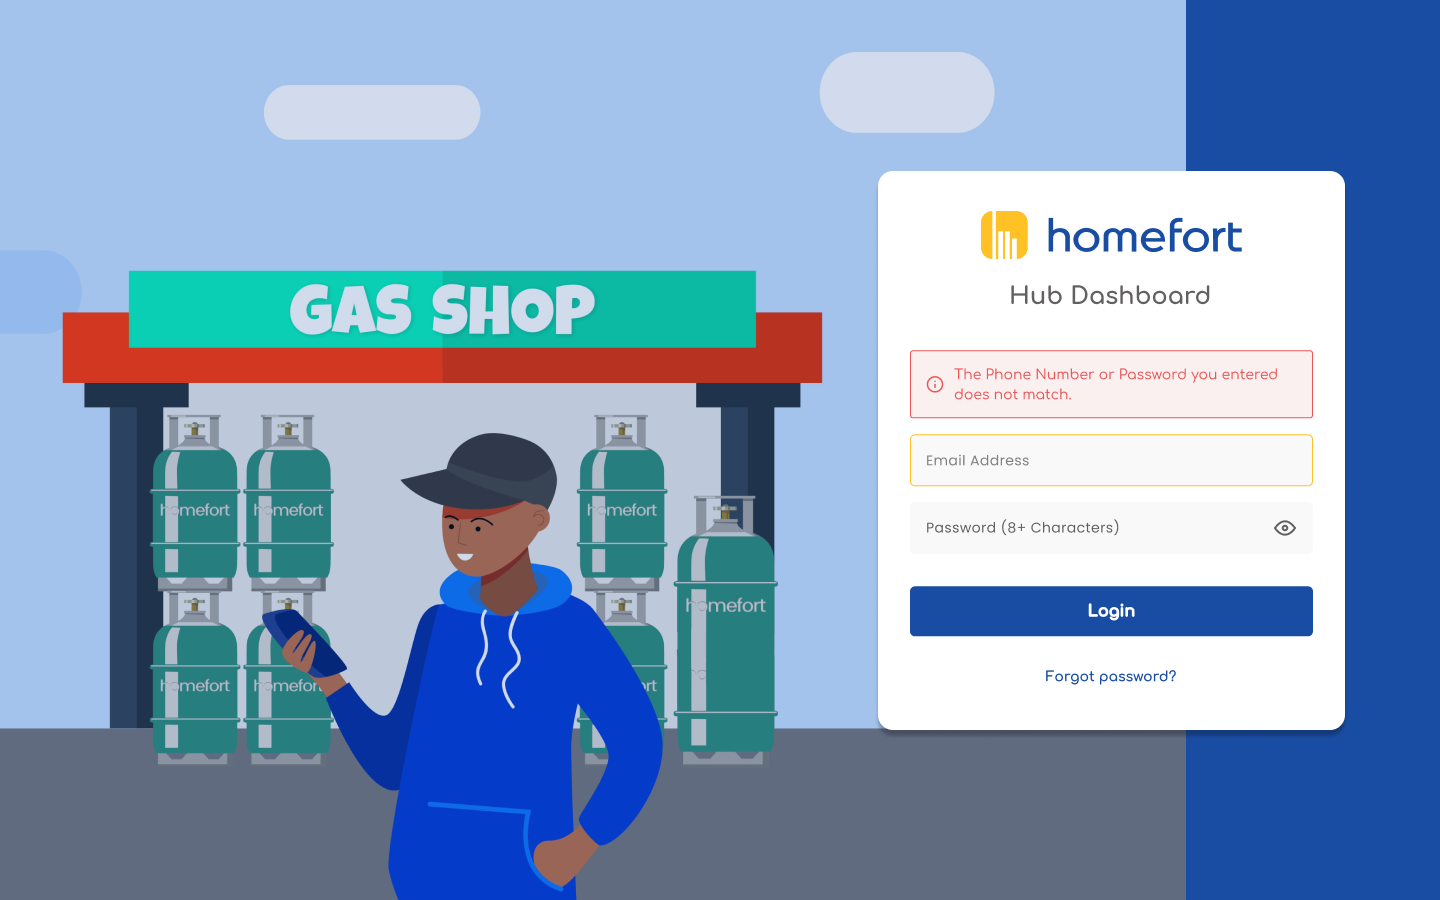 GAS SHOP
homefort
homefort
homefort
homefort
homefort
homefort
ort
homefort
Hub Dashboard
The Phone Number or Password you entered
does not match.
Email Address
Password (8+ Characters)
Login
Forgot password?